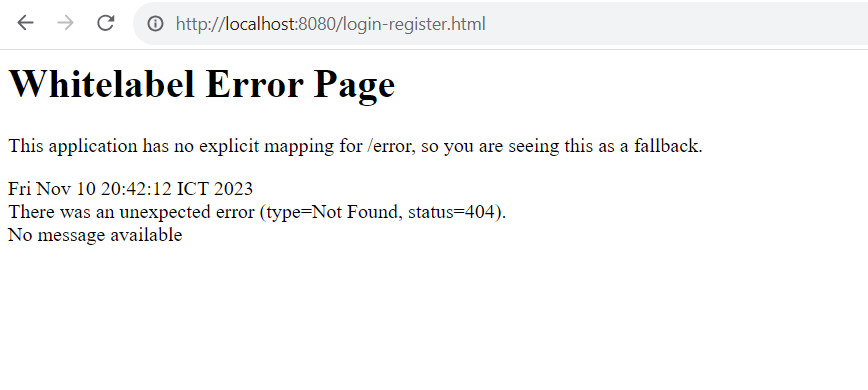 http://localhost:8080/login-register.html
Whitelabel Error Page
This application has no explicit mapping for /error, so you are seeing this as a fallback.
Fri Nov 10 20:42:12 ICT 2023
There was an unexpected error (type=Not Found, status=404).
No message available